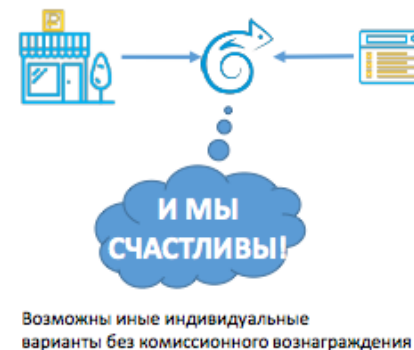 И МЫ
СЧАСТЛИВЫ!
Возможны иные индивидуальные
варианты без комиссионного вознаграждения